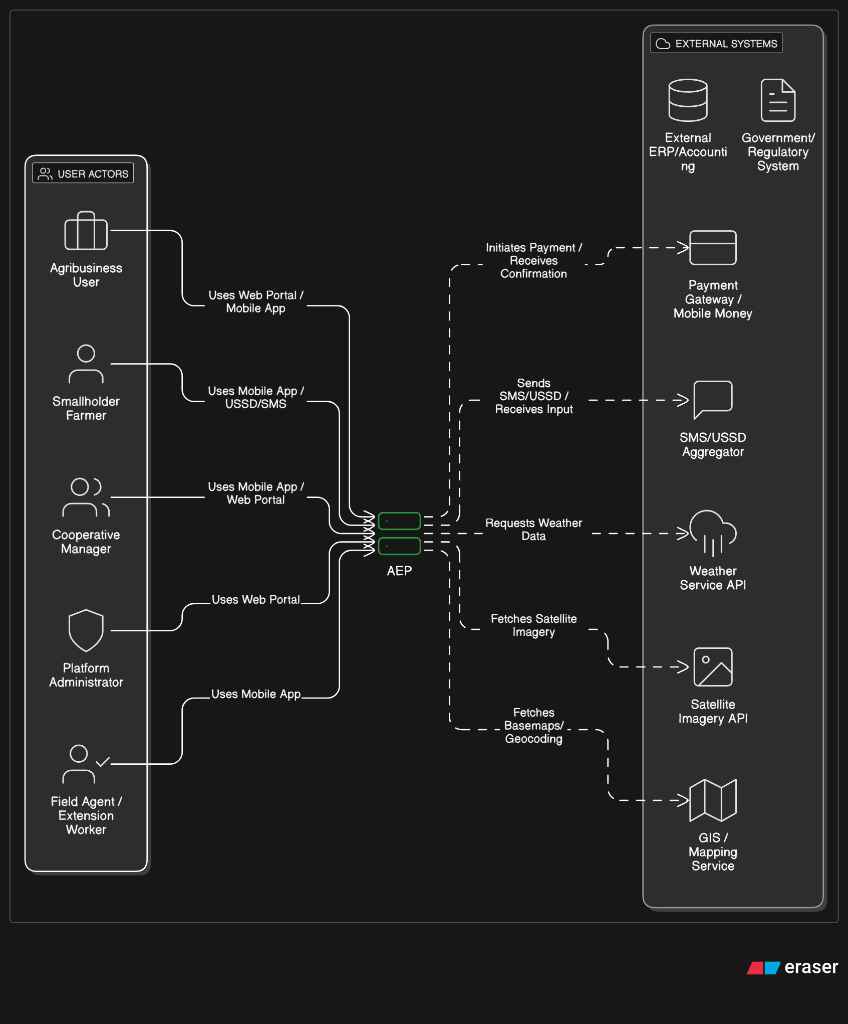 EXTERNAL SYSTEMS
External
ERP/Accounti
ng
Government/
Regulatory
System
USER ACTORS
Agribusiness
User
Uses Web Portal /
Mobile App
Initiates Payment /
Receives
Confirmation
Payment
Gateway /
Mobile Money
Smallholder
Farmer
Uses Mobile App /
USSD/SMS
Sends
SMS/USSD /
Receives Input
SMS/USSD
Aggregator
Cooperative
Manager
Uses Mobile App /
Web Portal
AEP
Requests Weather
Data
Weather
Service API
Platform
Administrator
Uses Web Portal
Fetches Satellite
Imagery
Satellite
Imagery API
Field Agent /
Extension
Worker
Uses Mobile App
Fetches
Basemaps/
Geocoding
GIS /
Mapping
Service
eraser